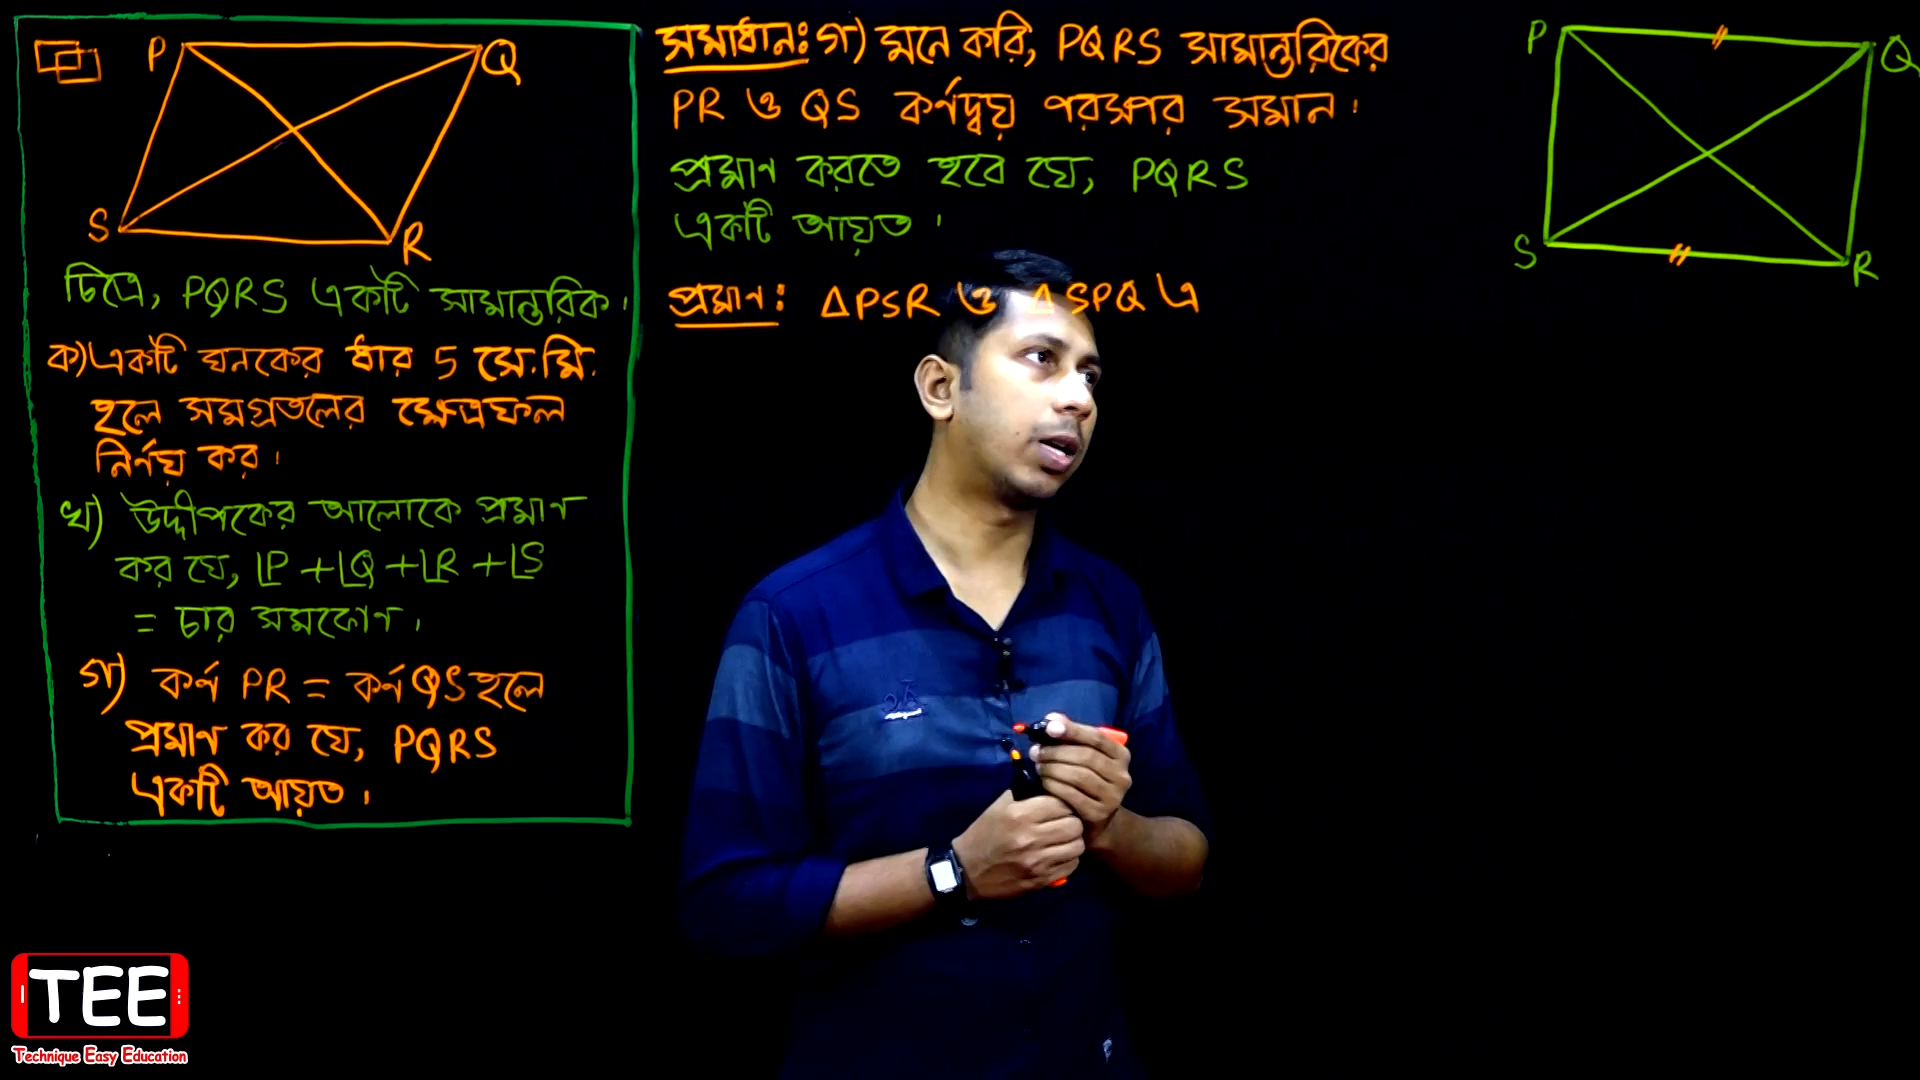 P
Q
S
R
চিত্রে, PQRS একটি সামান্তরিক।
ক) একটি ঘনকের ধার 5 সে.মি.
হলে সমগ্রতলের ক্ষেত্রফল
নির্ণয় কর।
খ) উদ্দীপকের আলোকে প্রমাণ
কর যে, ∠P + ∠Q + ∠R + ∠S
= চার সমকোণ।
গ) কর্ণ PR = কর্ণ QS হলে
প্রমাণ কর যে, PQRS
একটি আয়ত।
সমাধানঃ গ) মনে করি, PQRS সামান্তরিকের
PR ও QS কর্ণদ্বয় পরস্পর সমান।
প্রমাণ করতে হবে যে, PQRS
একটি আয়ত।
প্রমাণ: ΔPSR ও ΔSPQ এ
P
Q
S
R
TEE
Technique Easy Education